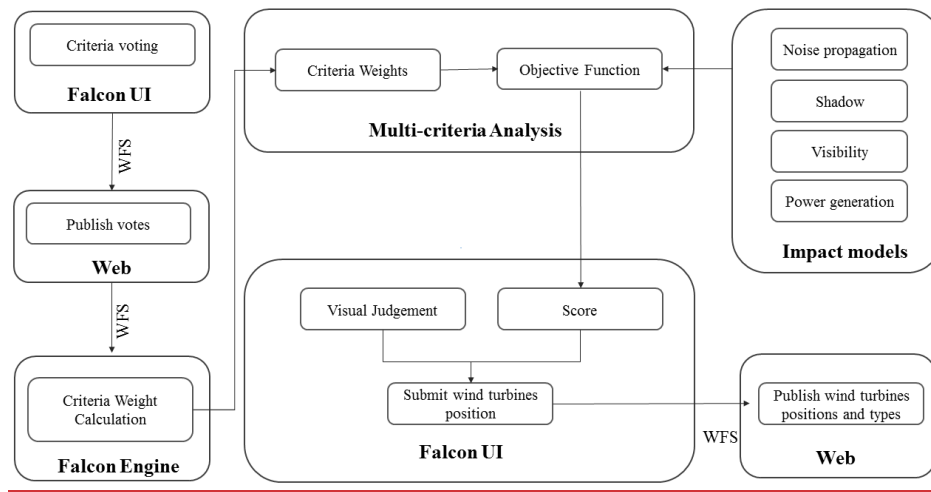 Criteria voting
Falcon UI
WFS
Publish votes
Web
WFS
Criteria Weight
Calculation
Falcon Engine
Criteria Weights
Objective Function
Multi-criteria Analysis
Noise propagation
Shadow
Visibility
Power generation
Impact models
Visual Judgement
Score
Submit wind turbines
position
Falcon UI
WFS
Publish wind turbines
positions and types
Web